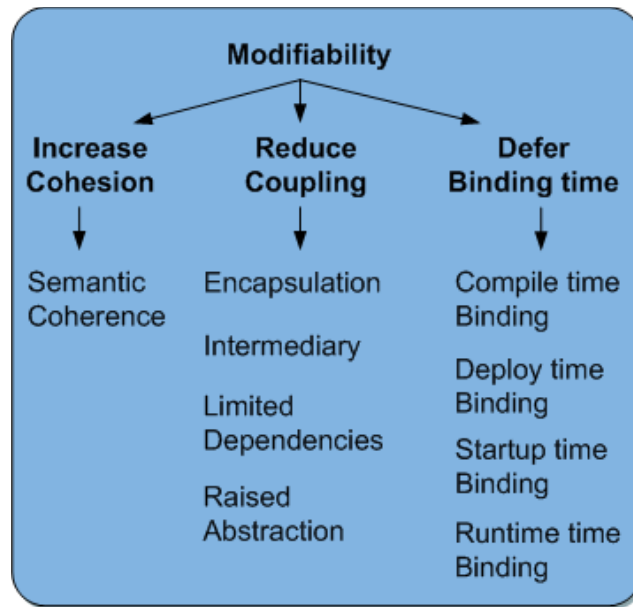 Modifiability
Increase
Cohesion
Reduce
Coupling
Defer
Binding time
Semantic
Coherence
Encapsulation
Intermediary
Limited
Dependencies
Raised
Abstraction
Compile time
Binding
Deploy time
Binding
Startup time
Binding
Runtime time
Binding